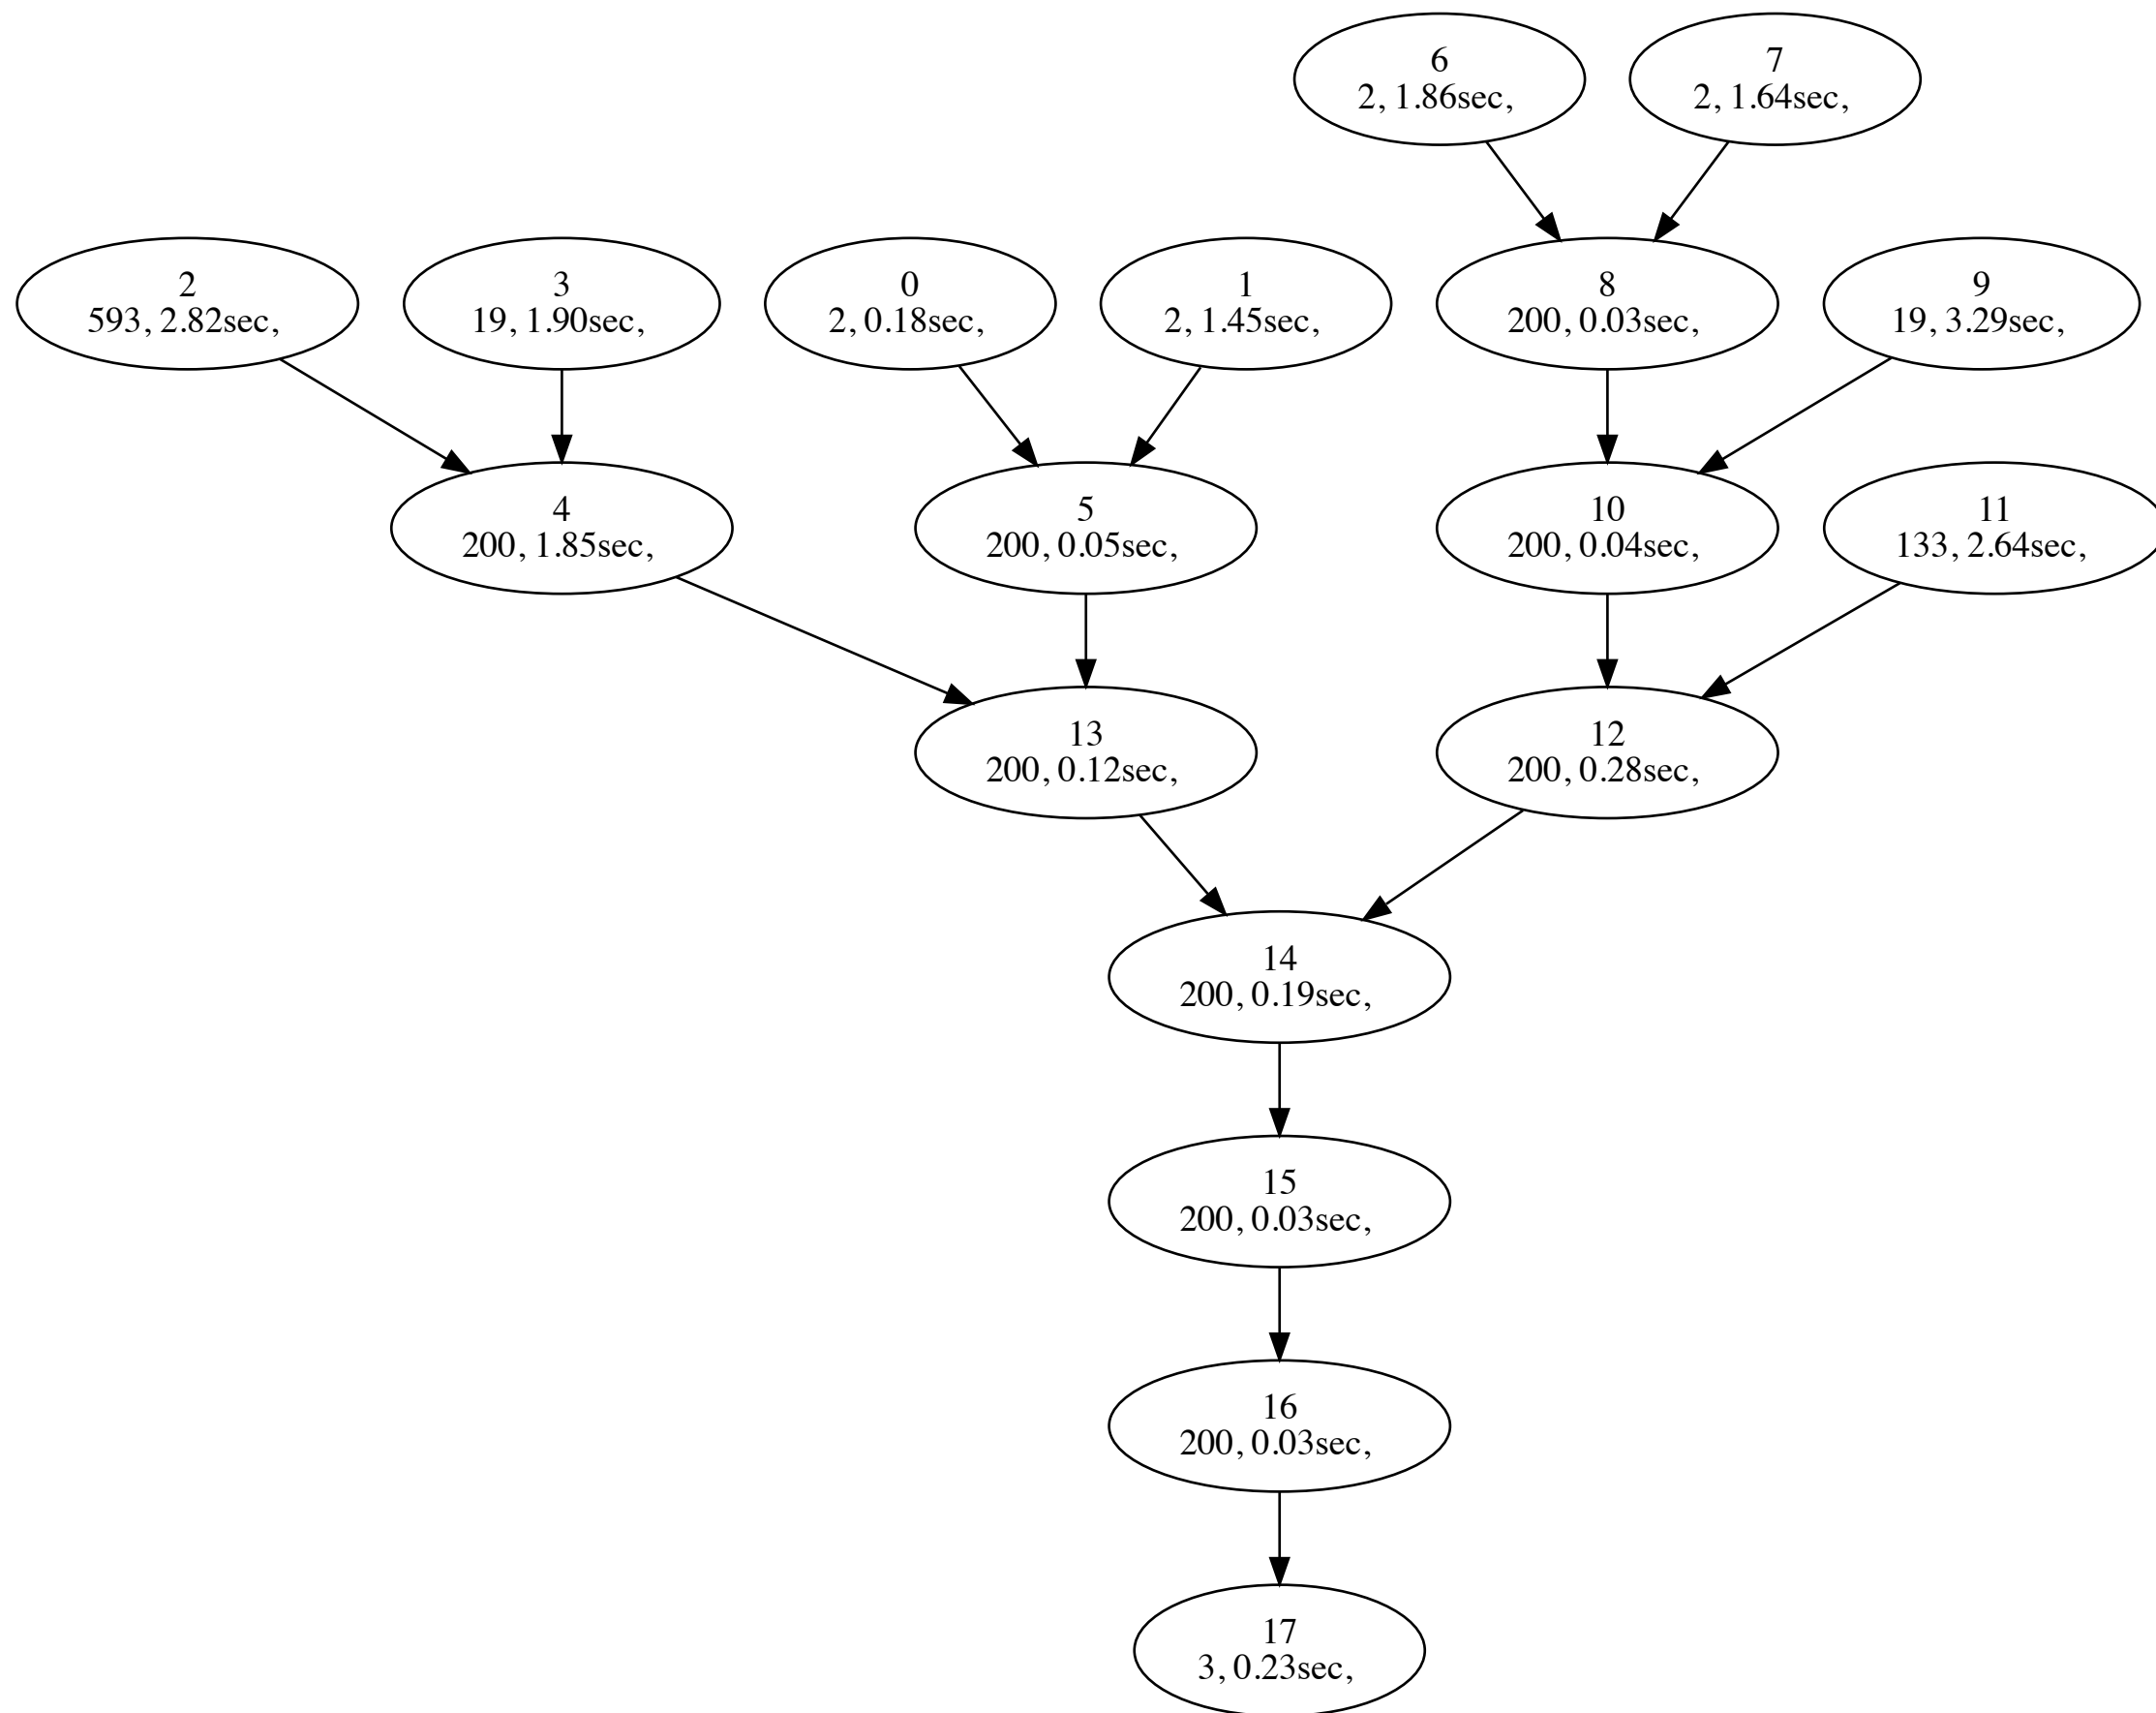 6
2, 1.86sec,
7
2, 1.64sec,
2
593, 2.82sec,
3
19, 1.90sec,
0
2, 0.18sec,
1
2, 1.45sec,
8
200, 0.03sec,
9
19, 3.29sec,
4
200, 1.85sec,
5
200, 0.05sec,
10
200, 0.04sec,
11
133, 2.64sec,
13
200, 0.12sec,
12
200, 0.28sec,
14
200, 0.19sec,
15
200, 0.03sec,
16
200, 0.03sec,
17
3, 0.23sec,